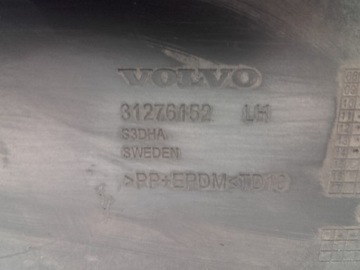 VOLVO
31276152 LH
S3DHA
SWEDEN
>PP+EPDM<TD10